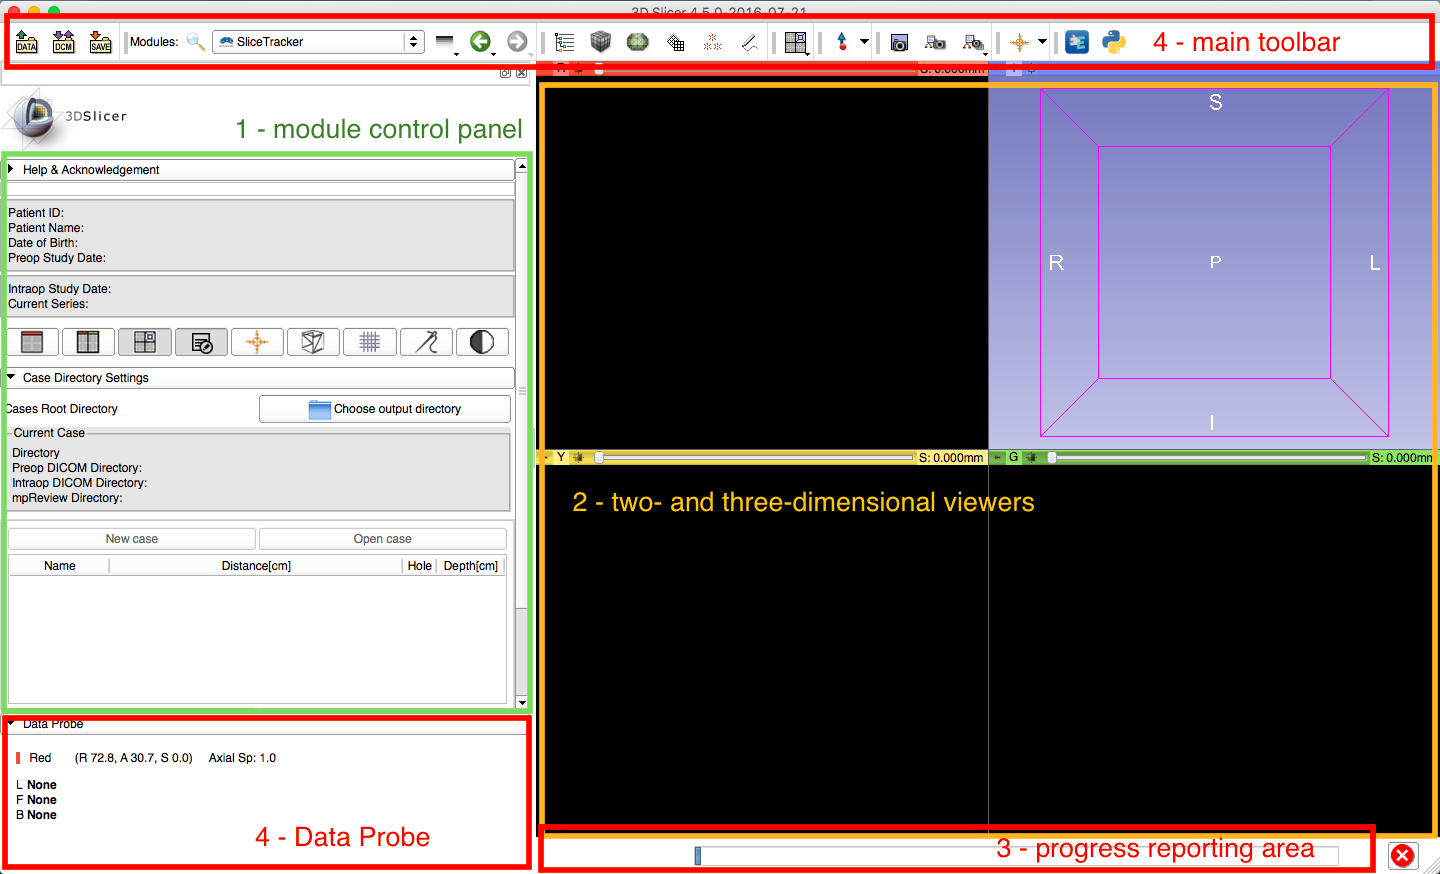 3D Slicer 4.5.0-2016-07-21
DATA DCM SAVE Modules: SliceTracker
4 - main toolbar
R S: 0.000mm
3DSlicer
1 - module control panel
Help & Acknowledgement
Patient ID:
Patient Name:
Date of Birth:
Preop Study Date:
Intraop Study Date:
Current Series:
Case Directory Settings
Cases Root Directory Choose output directory
Current Case
Directory
Preop DICOM Directory:
Intraop DICOM Directory:
mpReview Directory:
New case Open case
Name Distance[cm] Hole Depth[cm]
S
R P L
I
Y S: 0.000mm
G S: 0.000mm
2 - two- and three-dimensional viewers
Data Probe
Red (R 72.8, A 30.7, S 0.0) Axial Sp: 1.0
L None
F None
B None
4 - Data Probe
3 - progress reporting area